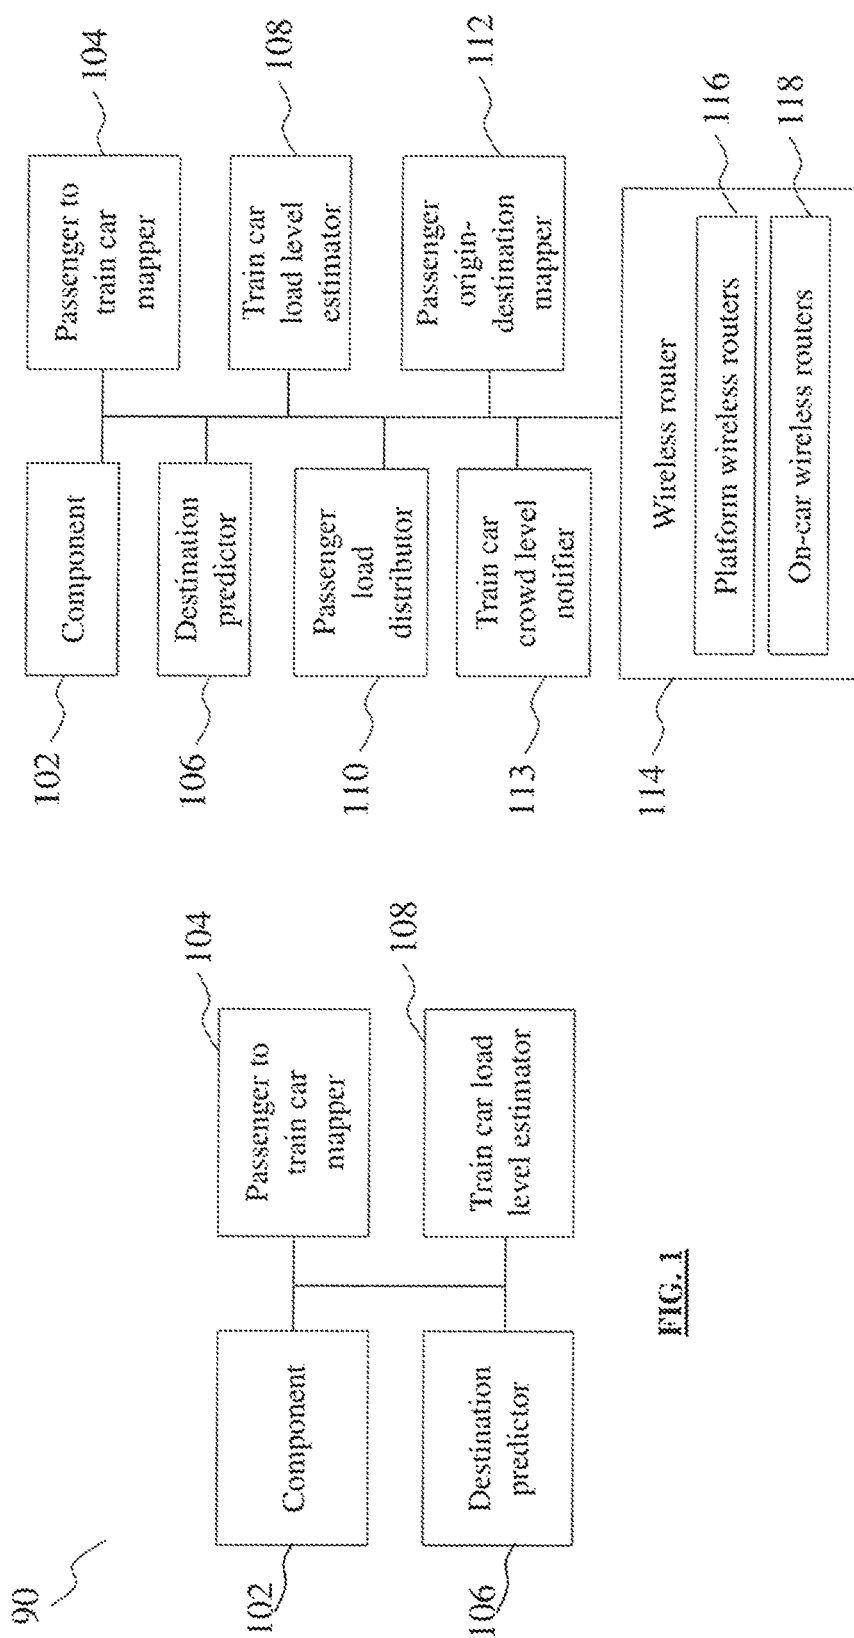 90
102
Component
Passenger to
train car
mapper
104
106
Destination
predictor
Train car load
level estimator
108
FIG. 1
102
Component
Passenger to
train car
mapper
104
106
Destination
predictor
Train car
load level
estimator
108
110
Passenger
load
distributor
Passenger
origin-
destination
mapper
112
113
Train car
crowd level
notifier
114
Wireless router
Platform wireless routers
116
On-car wireless routers
118